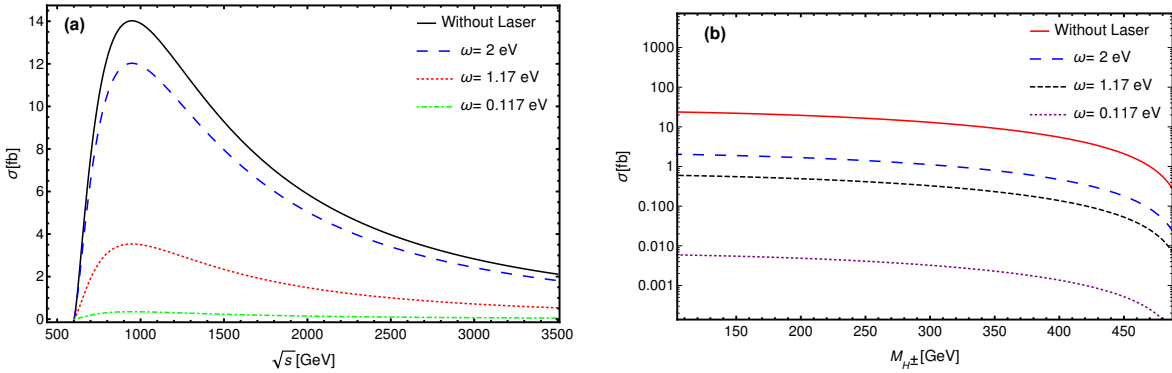 (a)
Without Laser
ω= 2 eV
ω= 1.17 eV
ω= 0.117 eV
σ[fb]
14
12
10
8
6
4
2
0
500 1000 1500 2000 2500 3000 3500
√s[GeV]
(b)
Without Laser
ω= 2 eV
ω= 1.17 eV
ω= 0.117 eV
σ[fb]
1000
100
10
1
0.100
0.010
0.001
150 200 250 300 350 400 450
M_H± [GeV]